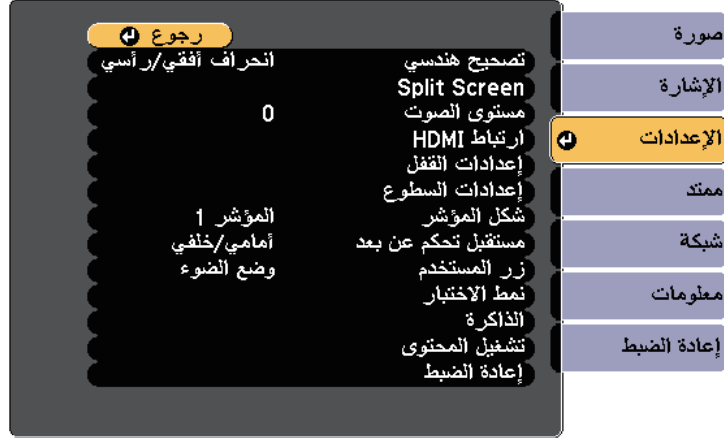 صورة
الإشارة
الإعدادات
ممتد
شبكة
معلومات
إعادة الضبط
رجوع
تصحيح هندسي انحراف أفقي/رأسي
Split Screen
مستوى الصوت 0
ارتباط HDMI
إعدادات القفل
إعدادات السطوع
شكل المؤشر المؤشر 1
مستقبل تحكم عن بعد أمامي/خلفي
زر المستخدم وضع الضوء
نمط الاختبار
الذاكرة
تشغيل المحتوى
إعادة الضبط